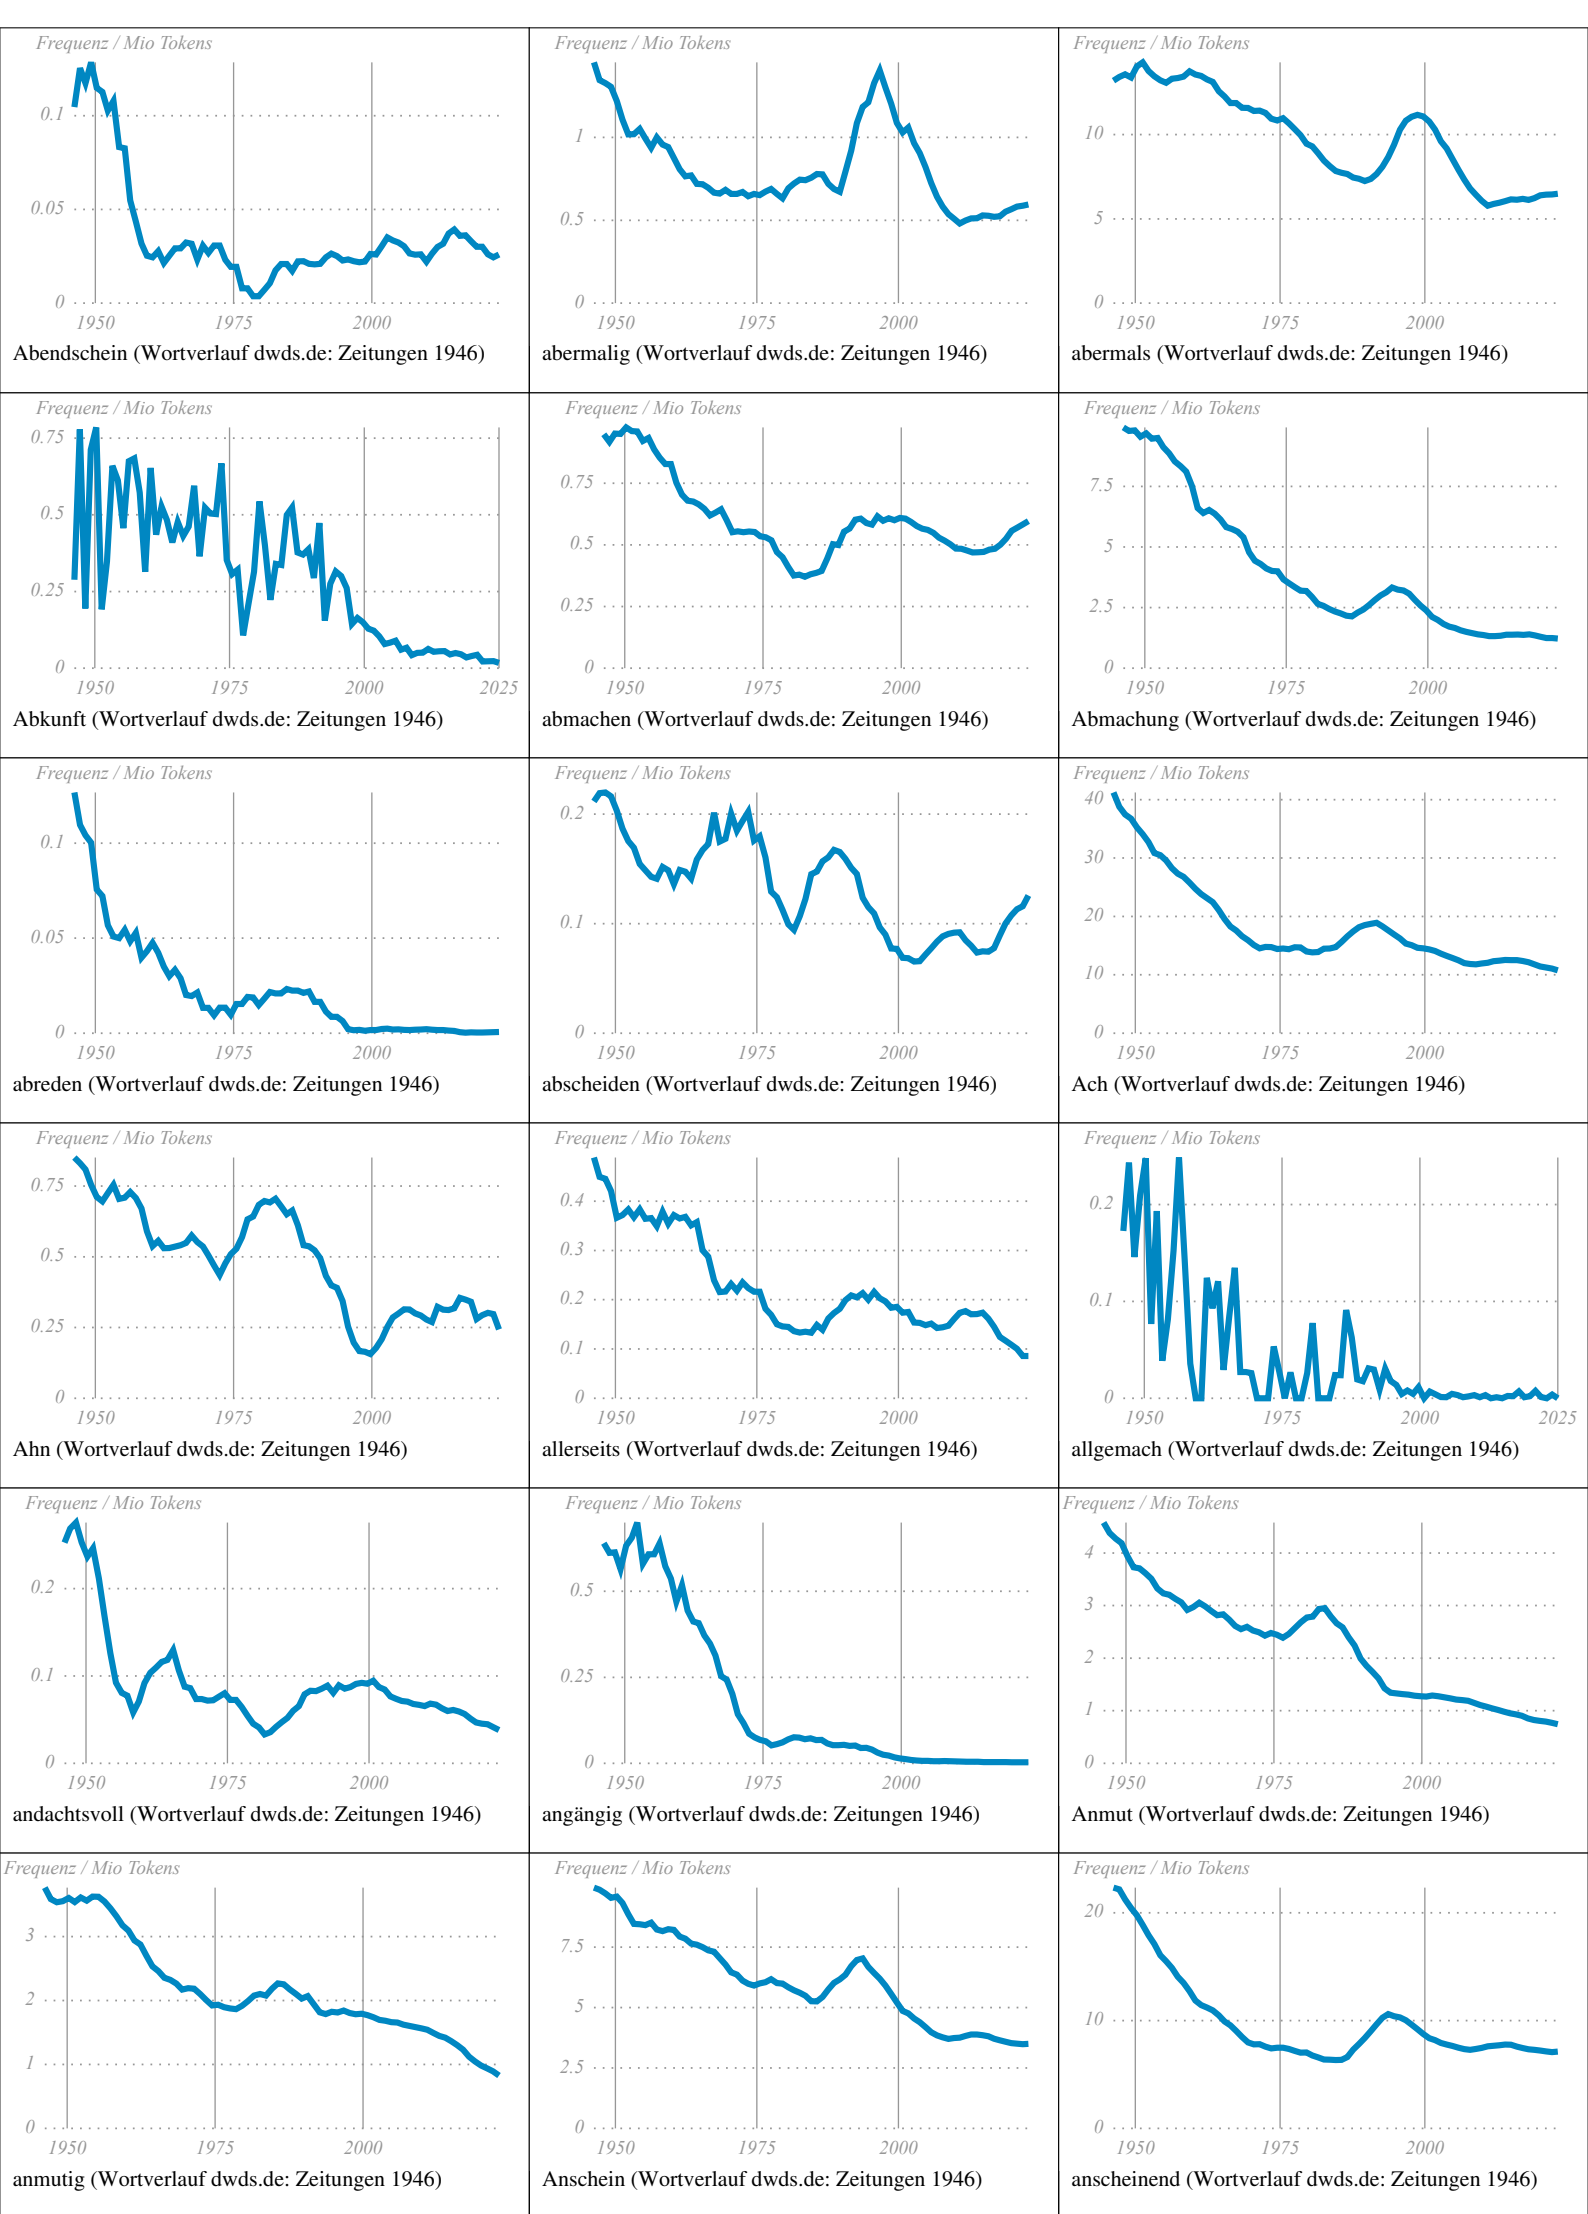 Frequenz / Mio Tokens
0.1
0.05
0
1950 1975 2000
Abendschein (Wortverlauf dwds.de: Zeitungen 1946)
Frequenz / Mio Tokens
1
0.5
0
1950 1975 2000
abermalig (Wortverlauf dwds.de: Zeitungen 1946)
Frequenz / Mio Tokens
10
5
0
1950 1975 2000
abermals (Wortverlauf dwds.de: Zeitungen 1946)
Frequenz / Mio Tokens
0.75
0.5
0.25
0
1950 1975 2000 2025
Abkunft (Wortverlauf dwds.de: Zeitungen 1946)
Frequenz / Mio Tokens
0.75
0.5
0.25
0
1950 1975 2000
abmachen (Wortverlauf dwds.de: Zeitungen 1946)
Frequenz / Mio Tokens
7.5
5
2.5
0
1950 1975 2000
Abmachung (Wortverlauf dwds.de: Zeitungen 1946)
Frequenz / Mio Tokens
0.1
0.05
0
1950 1975 2000
abreden (Wortverlauf dwds.de: Zeitungen 1946)
Frequenz / Mio Tokens
0.2
0.1
0
1950 1975 2000
abscheiden (Wortverlauf dwds.de: Zeitungen 1946)
Frequenz / Mio Tokens
40
30
20
10
0
1950 1975 2000
Ach (Wortverlauf dwds.de: Zeitungen 1946)
Frequenz / Mio Tokens
0.75
0.5
0.25
0
1950 1975 2000
Ahn (Wortverlauf dwds.de: Zeitungen 1946)
Frequenz / Mio Tokens
0.4
0.3
0.2
0.1
0
1950 1975 2000
allerseits (Wortverlauf dwds.de: Zeitungen 1946)
Frequenz / Mio Tokens
0.2
0.1
0
1950 1975 2000 2025
allgemach (Wortverlauf dwds.de: Zeitungen 1946)
Frequenz / Mio Tokens
0.2
0.1
0
1950 1975 2000
andachtsvoll (Wortverlauf dwds.de: Zeitungen 1946)
Frequenz / Mio Tokens
0.5
0.25
0
1950 1975 2000
angängig (Wortverlauf dwds.de: Zeitungen 1946)
Frequenz / Mio Tokens
4
3
2
1
0
1950 1975 2000
Anmut (Wortverlauf dwds.de: Zeitungen 1946)
Frequenz / Mio Tokens
3
2
1
0
1950 1975 2000
anmutig (Wortverlauf dwds.de: Zeitungen 1946)
Frequenz / Mio Tokens
7.5
5
2.5
0
1950 1975 2000
Anschein (Wortverlauf dwds.de: Zeitungen 1946)
Frequenz / Mio Tokens
20
10
0
1950 1975 2000
anscheinend (Wortverlauf dwds.de: Zeitungen 1946)